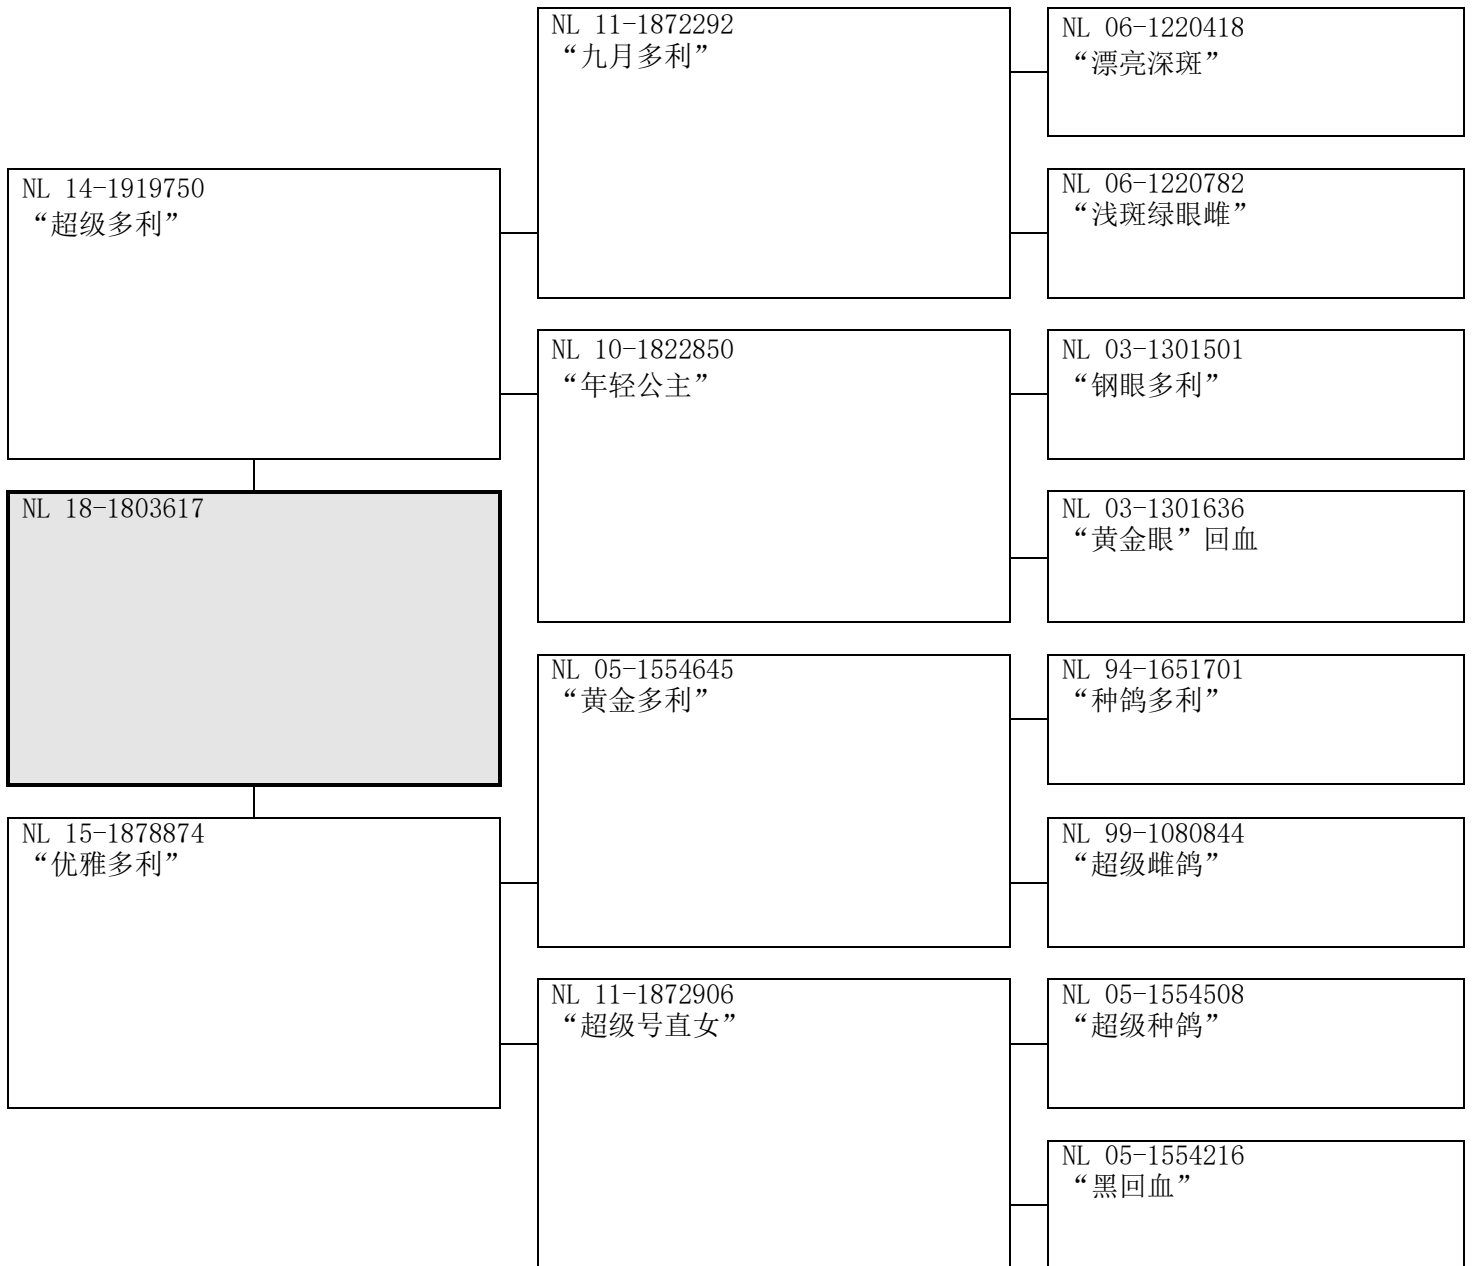 NL 14-1919750
“超级多利”
NL 18-1803617
NL 15-1878874
“优雅多利”
NL 11-1872292
“九月多利”
NL 10-1822850
“年轻公主”
NL 05-1554645
“黄金多利”
NL 11-1872906
“超级号直女”
NL 06-1220418
“漂亮深斑”
NL 06-1220782
“浅斑绿眼雌”
NL 03-1301501
“钢眼多利”
NL 03-1301636
“黄金眼”回血
NL 94-1651701
“种鸽多利”
NL 99-1080844
“超级雌鸽”
NL 05-1554508
“超级种鸽”
NL 05-1554216
“黑回血”